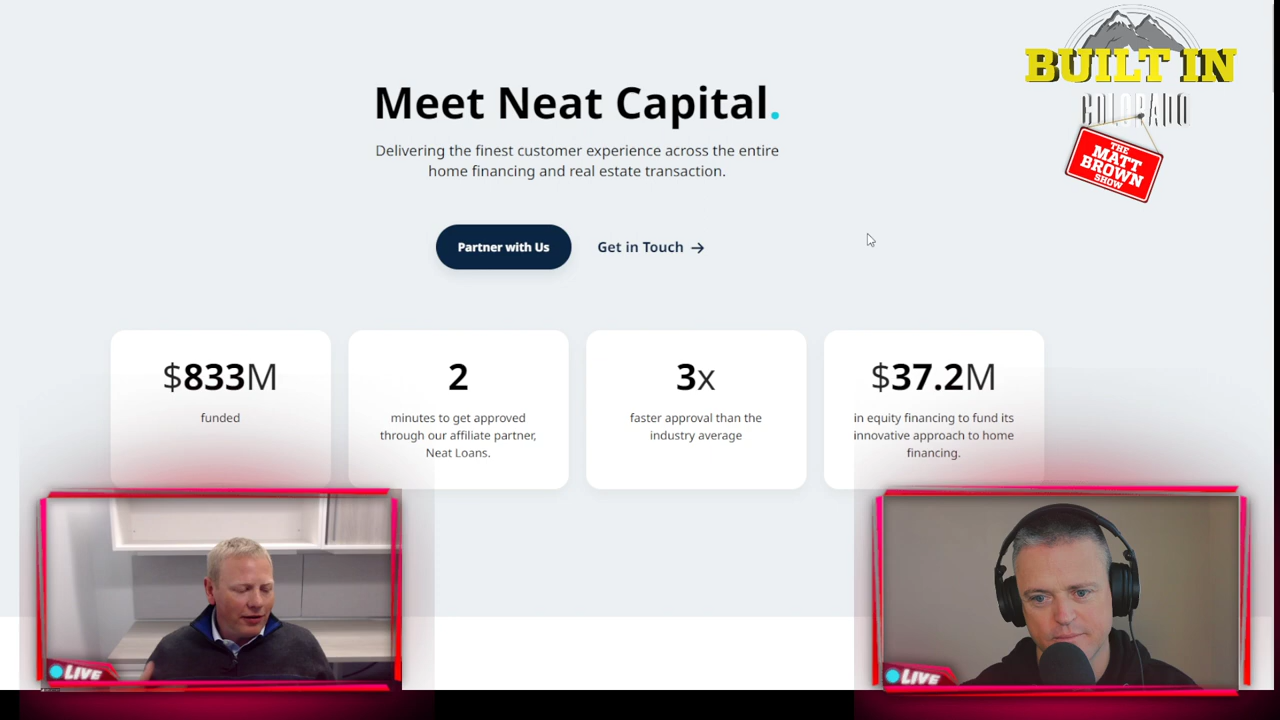 BUILT IN
COLORADO
THE
MATT
BROWN
SHOW
Meet Neat Capital.
Delivering the finest customer experience across the entire
home financing and real estate transaction.
Partner with Us
Get in Touch →
$833M
funded
2
minutes to get approved
through our affiliate partner,
Neat Loans.
3x
faster approval than the
industry average
$37.2M
in equity financing to fund its
innovative approach to home
financing.
LIVE
LIVE